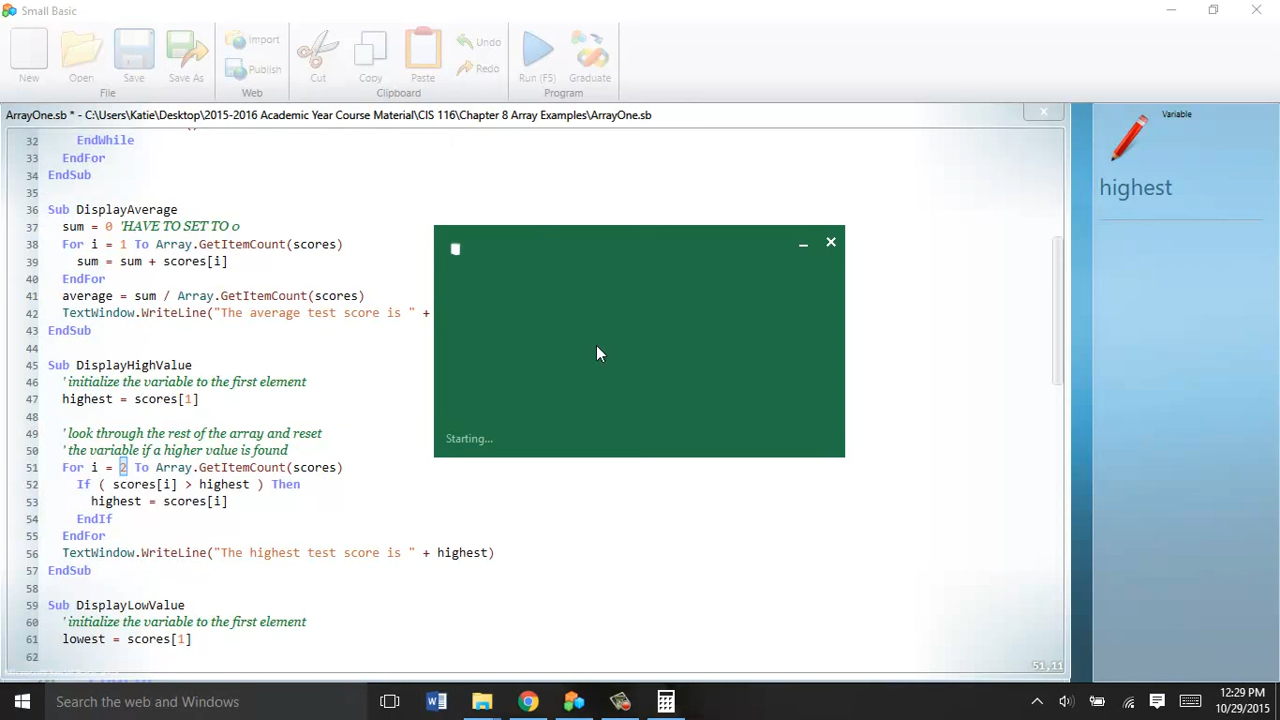 Small Basic
New
Open
Save
Save As
Import
Publish
Cut
Copy
Paste
Undo
Redo
Run (F5)
Graduate
File
Web
Clipboard
Program
ArrayOne.sb * - C:\Users\Katie\Desktop\2015-2016 Academic Year Course Material\CIS 116\Chapter 8 Array Examples\ArrayOne.sb
32 EndWhile
33 EndFor
34 EndSub
35
36 Sub DisplayAverage
37 sum = 0 'HAVE TO SET TO 0
38 For i = 1 To Array.GetItemCount(scores)
39 sum = sum + scores[i]
40 EndFor
41 average = sum / Array.GetItemCount(scores)
42 TextWindow.WriteLine("The average test score is " +
43 EndSub
44
45 Sub DisplayHighValue
46 ' initialize the variable to the first element
47 highest = scores[1]
48
49 ' look through the rest of the array and reset
50 ' the variable if a higher value is found
51 For i = 2 To Array.GetItemCount(scores)
52 If ( scores[i] > highest ) Then
53 highest = scores[i]
54 EndIf
55 EndFor
56 TextWindow.WriteLine("The highest test score is " + highest)
57 EndSub
58
59 Sub DisplayLowValue
60 ' initialize the variable to the first element
61 lowest = scores[1]
62
51,11
Starting...
Variable
highest
Search the web and Windows
12:29 PM
10/29/2015